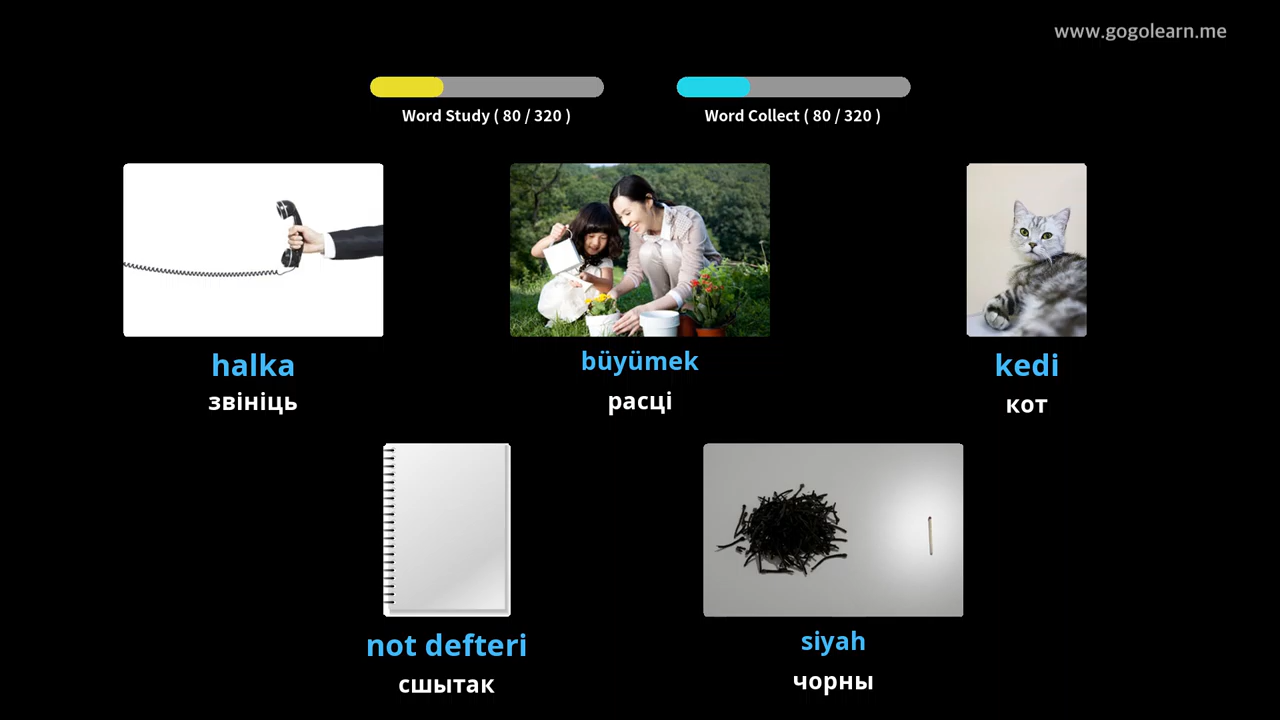 www.gogolearn.me
Word Study ( 80 / 320 )
Word Collect ( 80 / 320 )
halka
звініць
büyümek
расці
kedi
кот
not defteri
сшытак
siyah
чорны